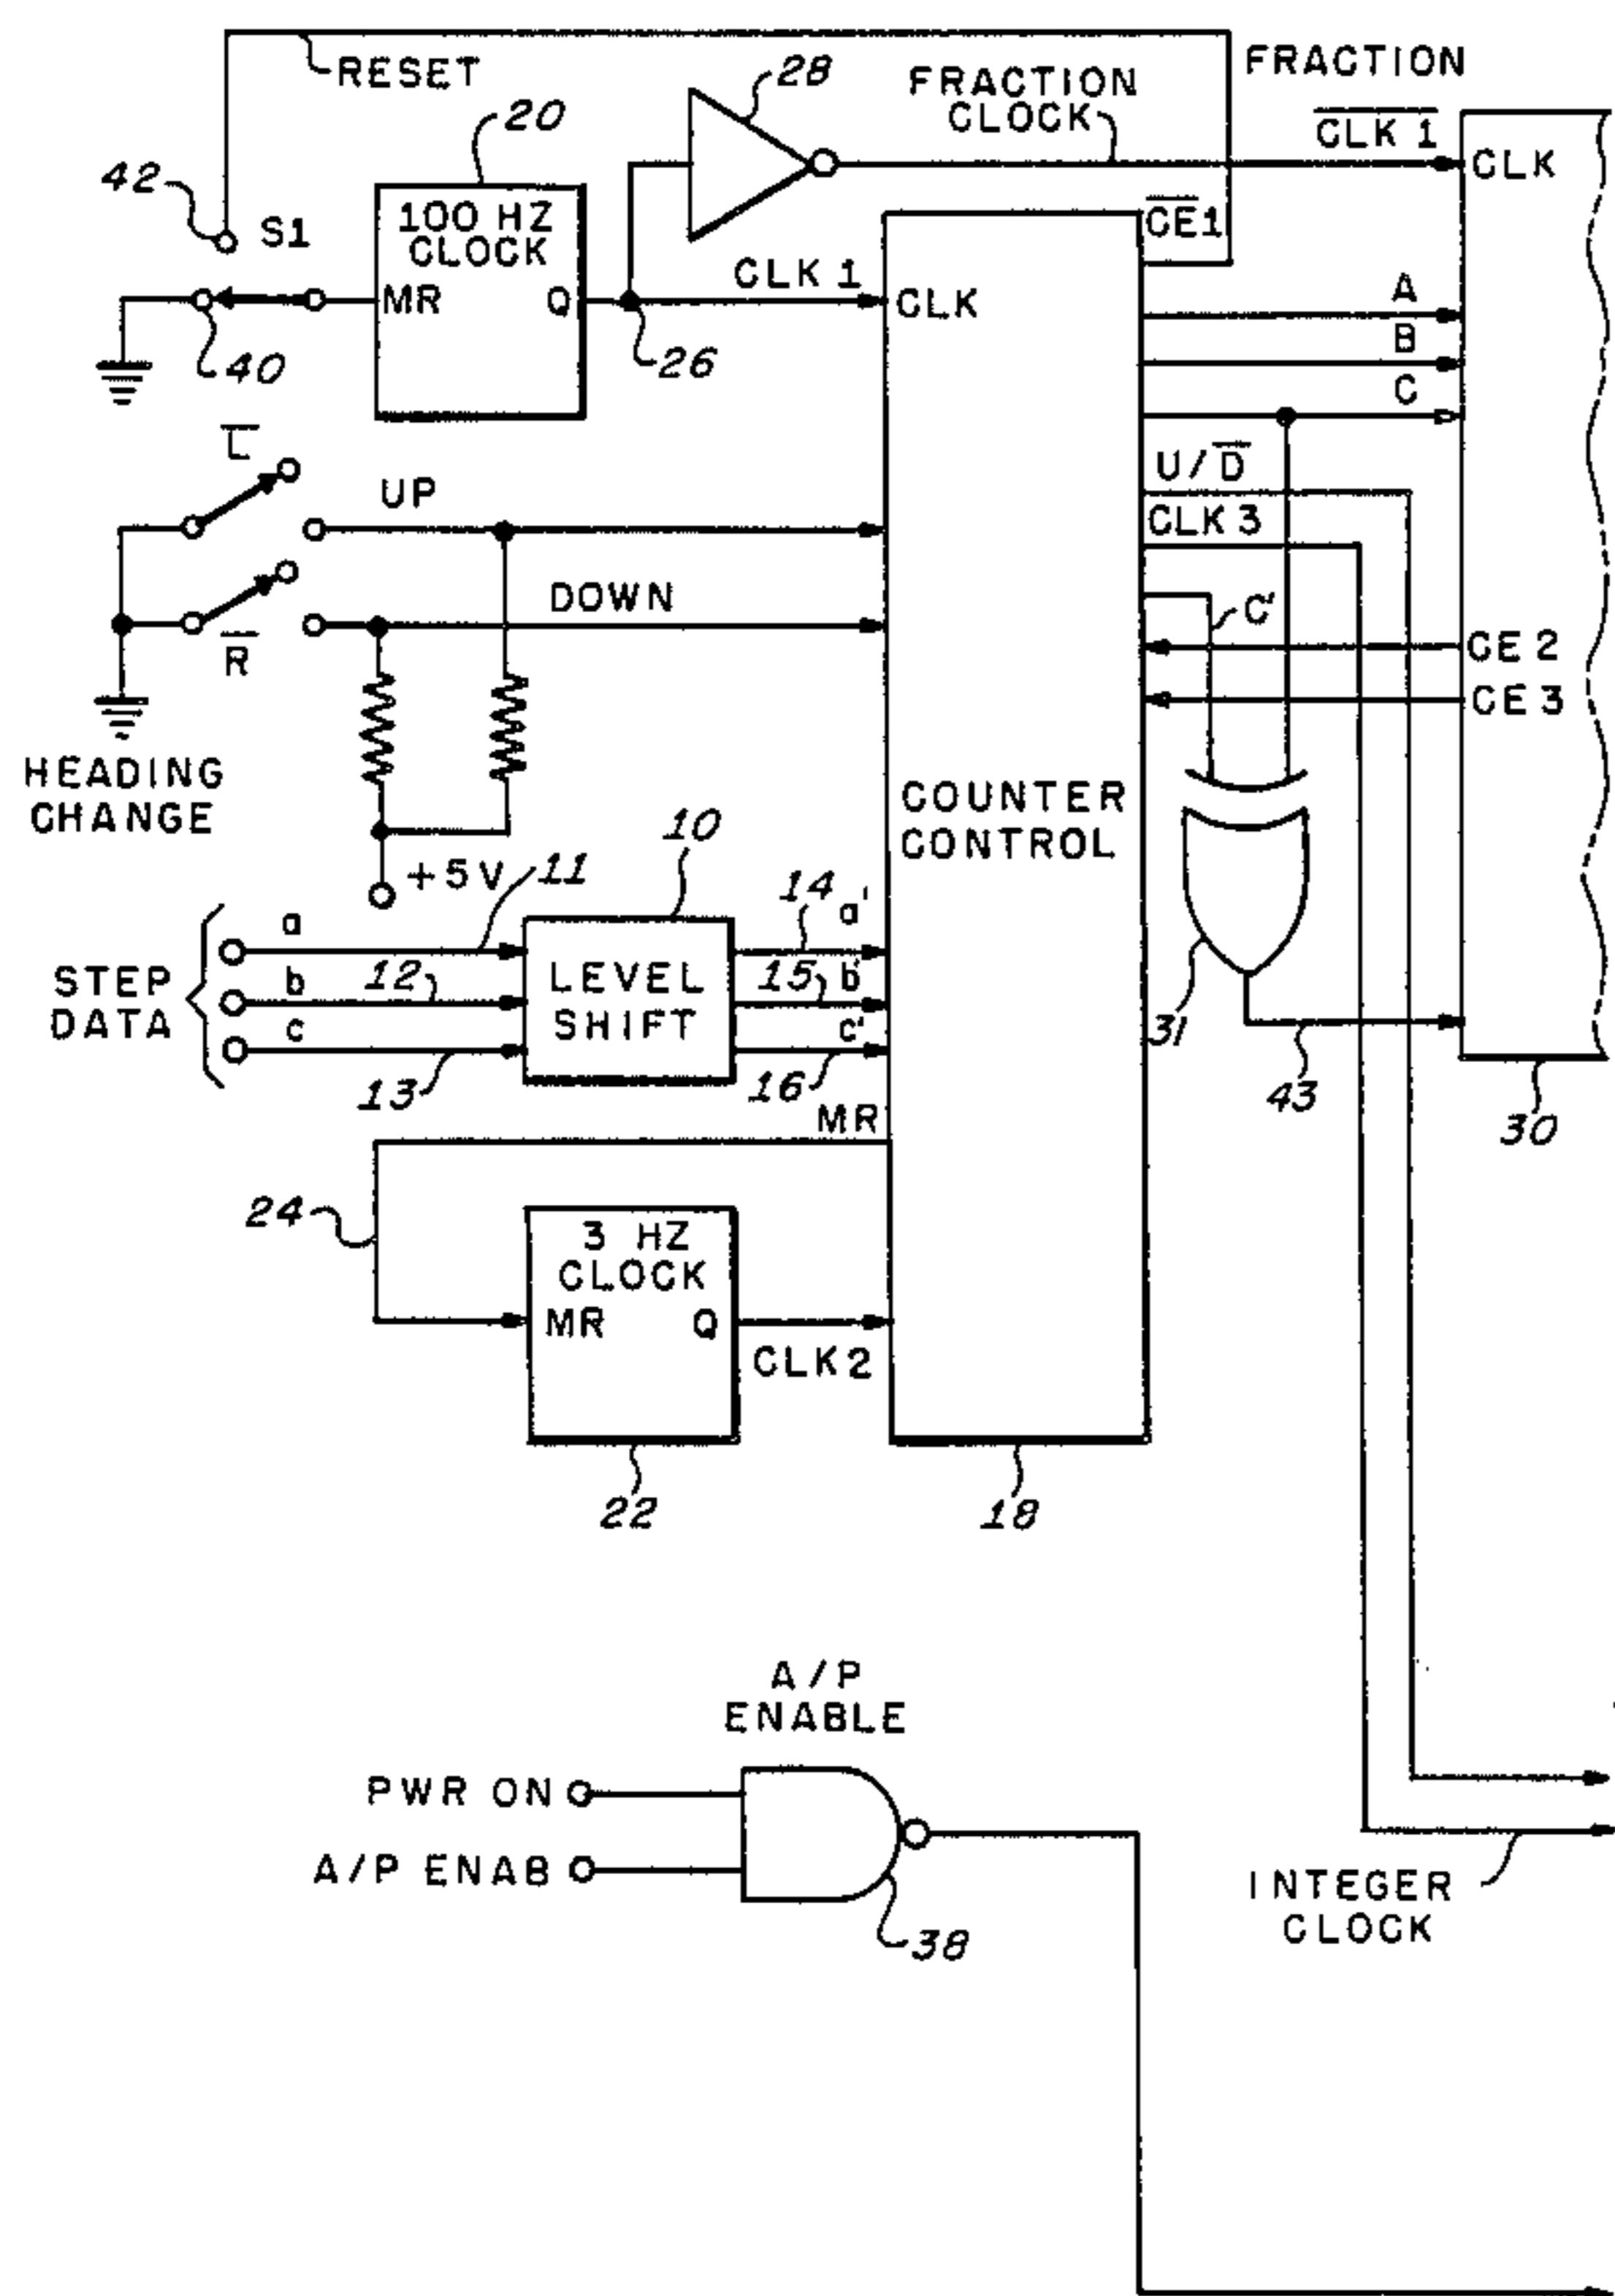 RESET
FRACTION
28
FRACTION
CLOCK
C̅L̅K̅ ̅1̅
20
42
S1
100 HZ
CLOCK
MR
Q
CLK 1
26
40
CLK
C̅E̅1
CLK
A
B
C
L̅
UP
U/D̅
CLK 3
DOWN
R̅
C'
CE 2
CE 3
HEADING
CHANGE
COUNTER
CONTROL
+5V
10
11
14
a'
a
STEP
DATA
b
12
LEVEL
SHIFT
15
b'
c
13
c'
16
31
43
30
MR
24
3 HZ
CLOCK
MR
Q
CLK2
22
18
A/P
ENABLE
PWR ON
A/P ENAB
38
INTEGER
CLOCK